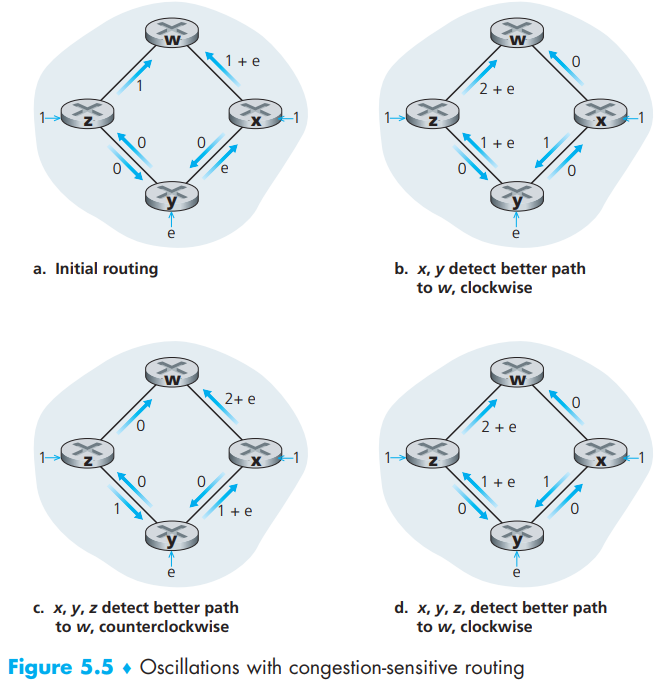 w
1 + e
1
1
z
0
0
x
1
0
e
y
e
a. Initial routing
w
0
2 + e
1
z
1 + e
1
x
1
0
0
y
e
b. x, y detect better path
to w, clockwise
w
2+ e
0
1
z
0
0
x
1
1
1 + e
y
e
c. x, y, z detect better path
to w, counterclockwise
w
0
2 + e
1
z
1 + e
1
x
1
0
0
y
e
d. x, y, z, detect better path
to w, clockwise
Figure 5.5 ♦ Oscillations with congestion-sensitive routing